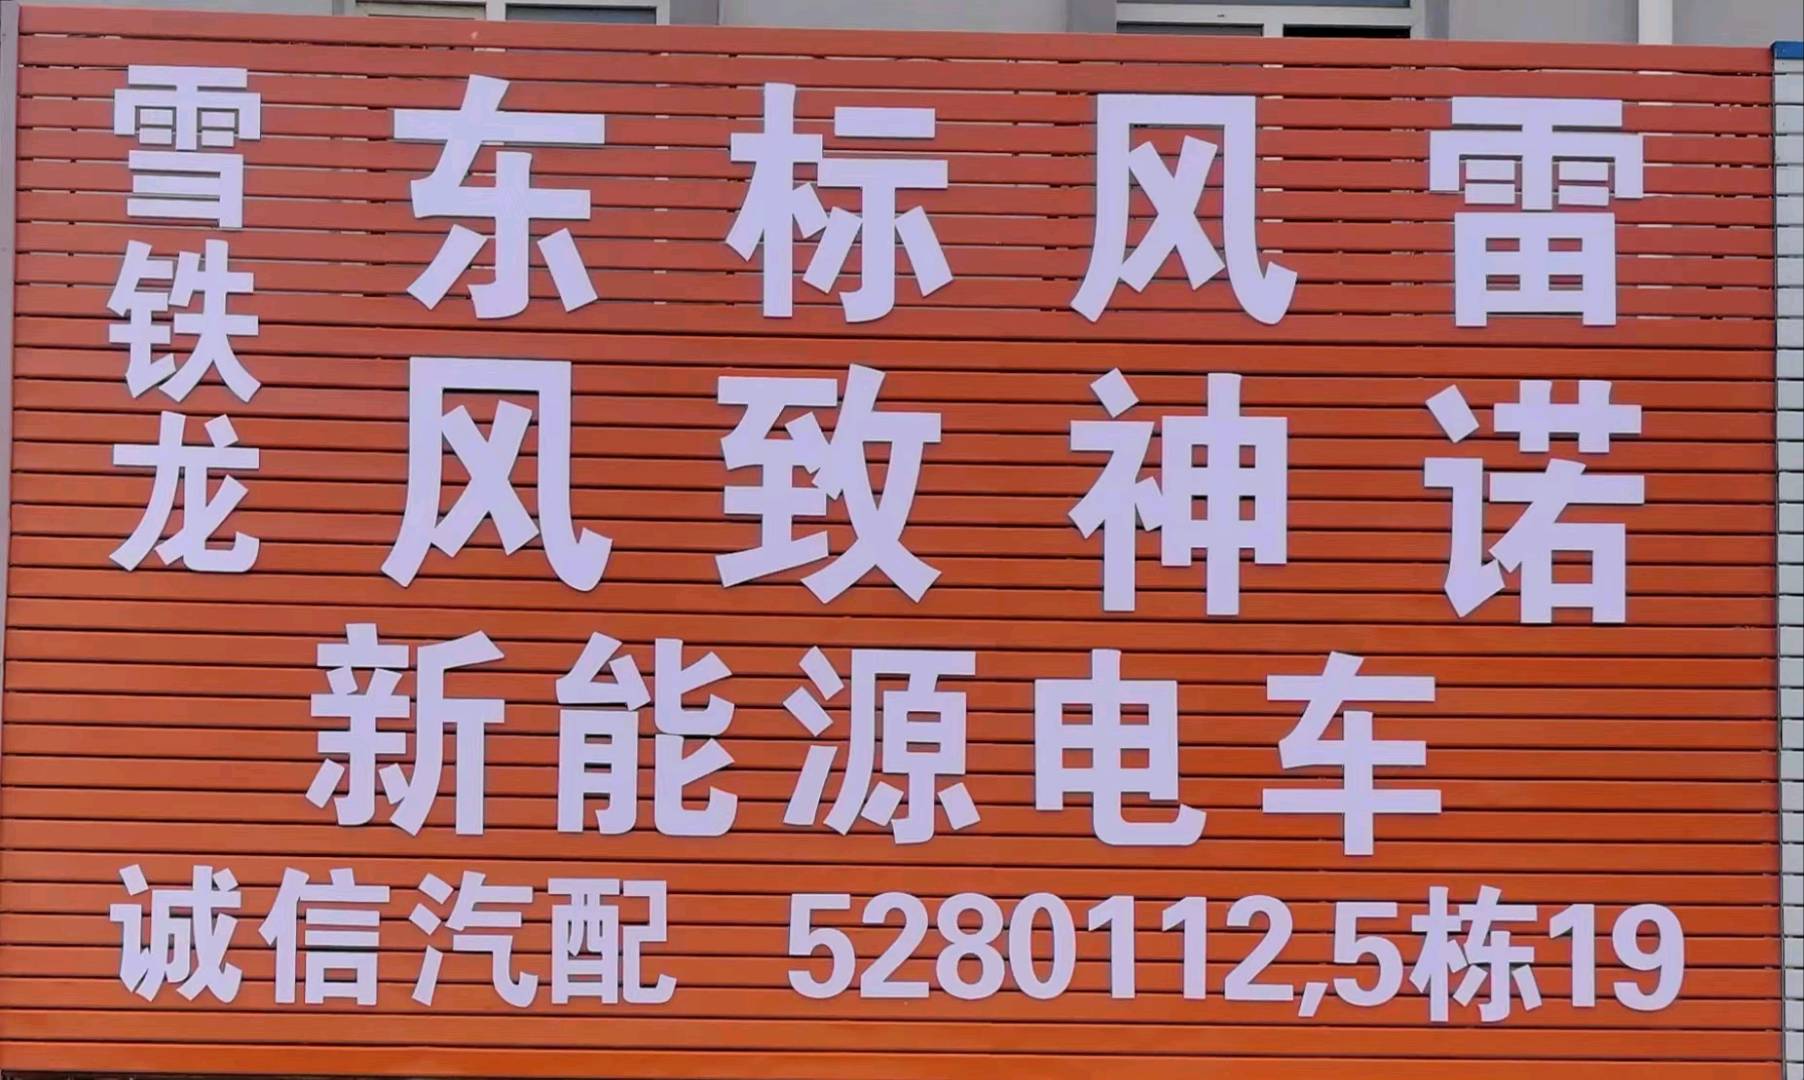 雪铁龙
东标风雷
风致神诺
新能源电车
诚信汽配 5280112,5栋19